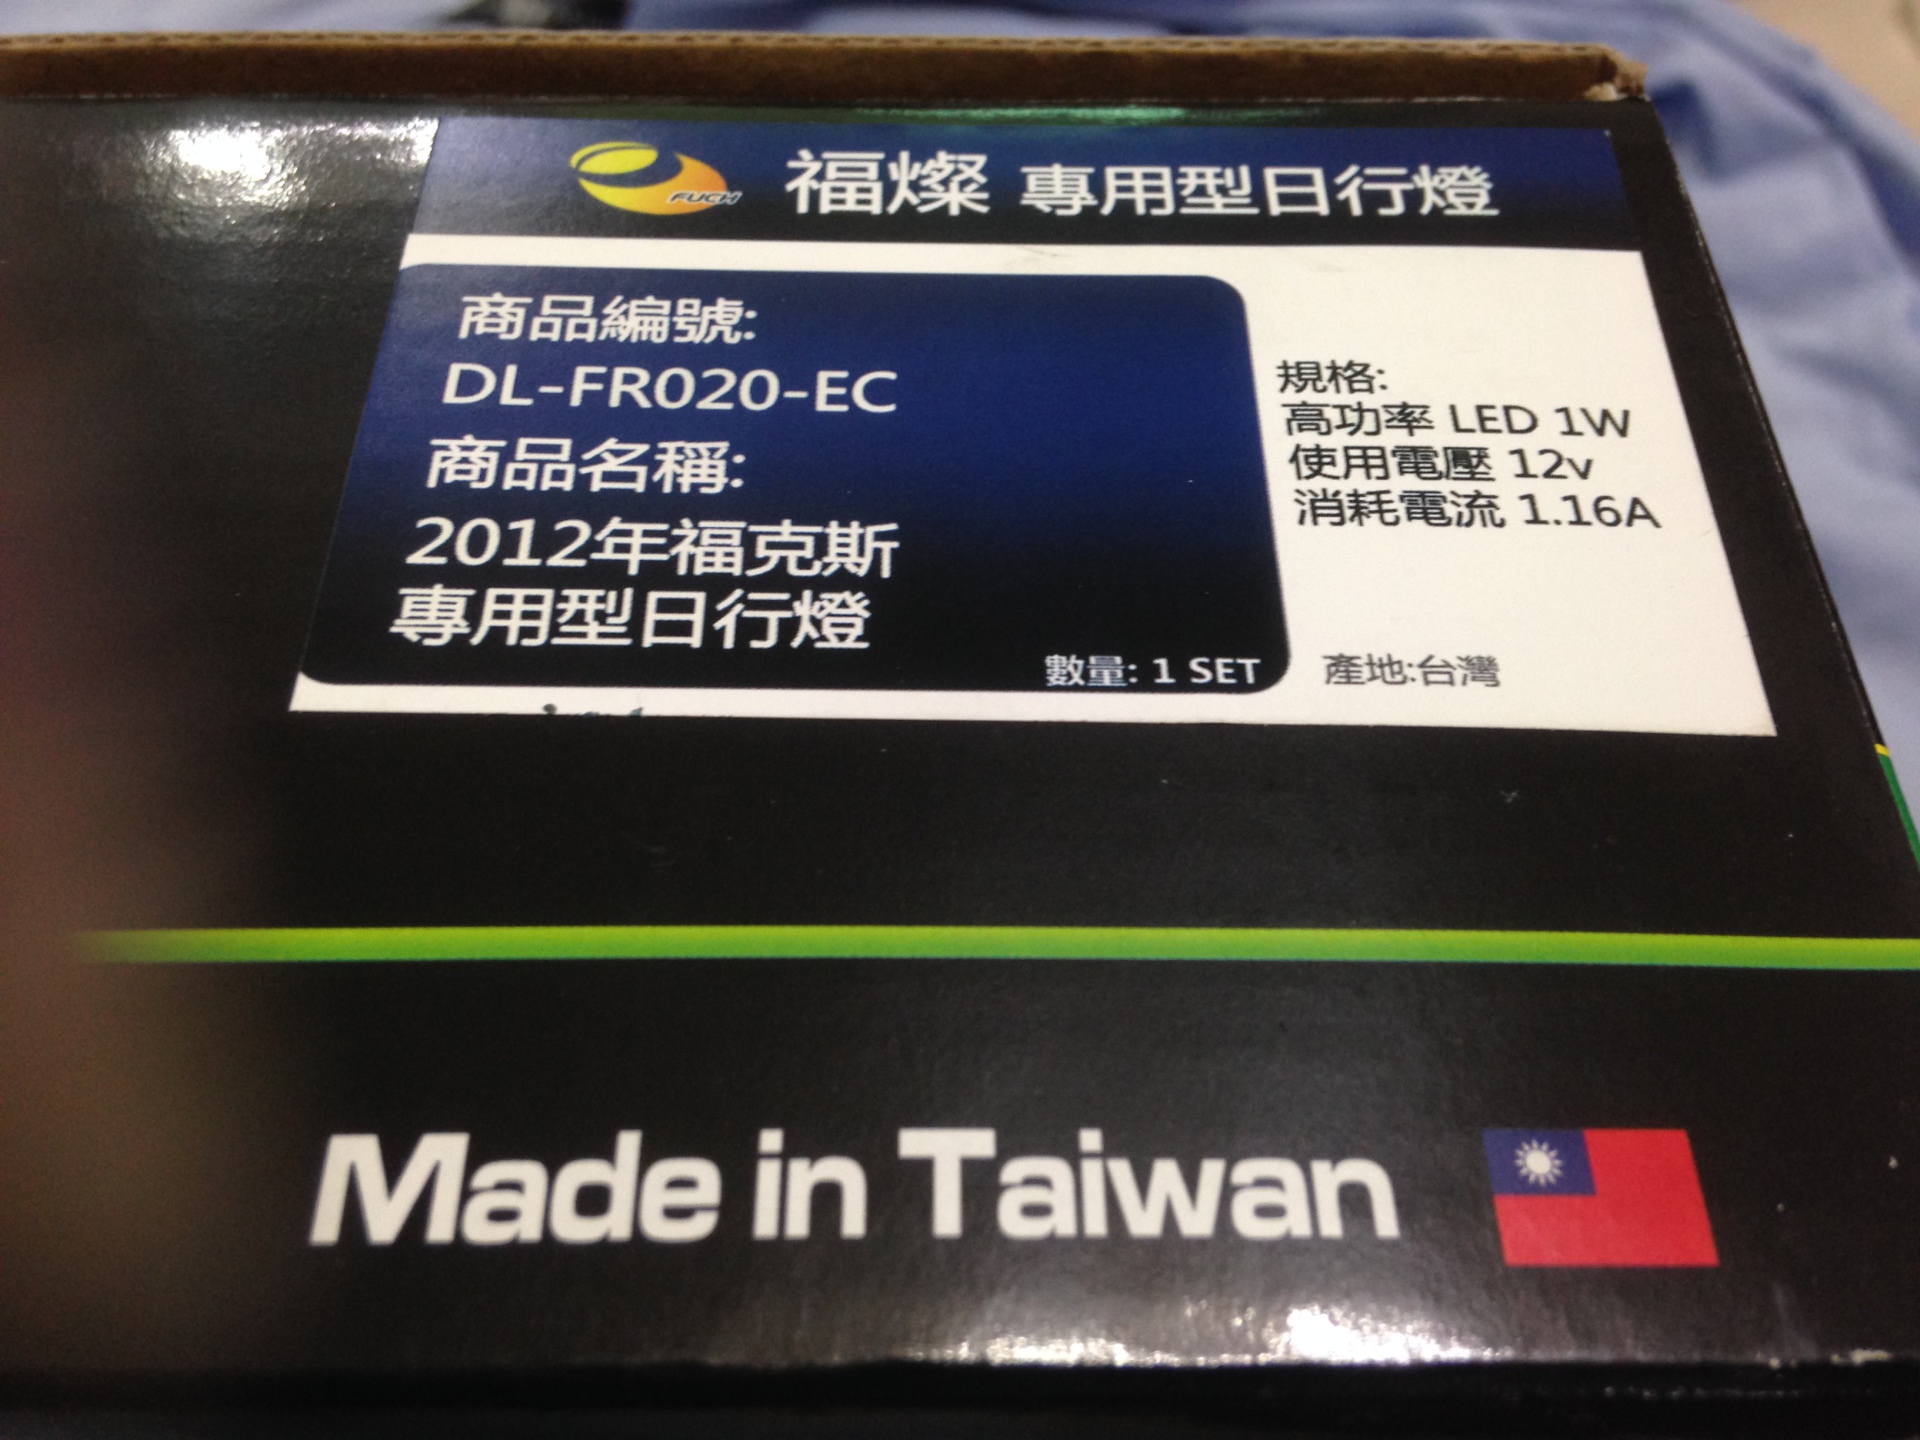 FUCH
福燦 專用型日行燈
商品編號:
DL-FR020-EC
商品名稱:
2012年福克斯
專用型日行燈
數量: 1 SET
規格:
高功率 LED 1W
使用電壓 12v
消耗電流 1.16A
產地:台灣
Made in Taiwan